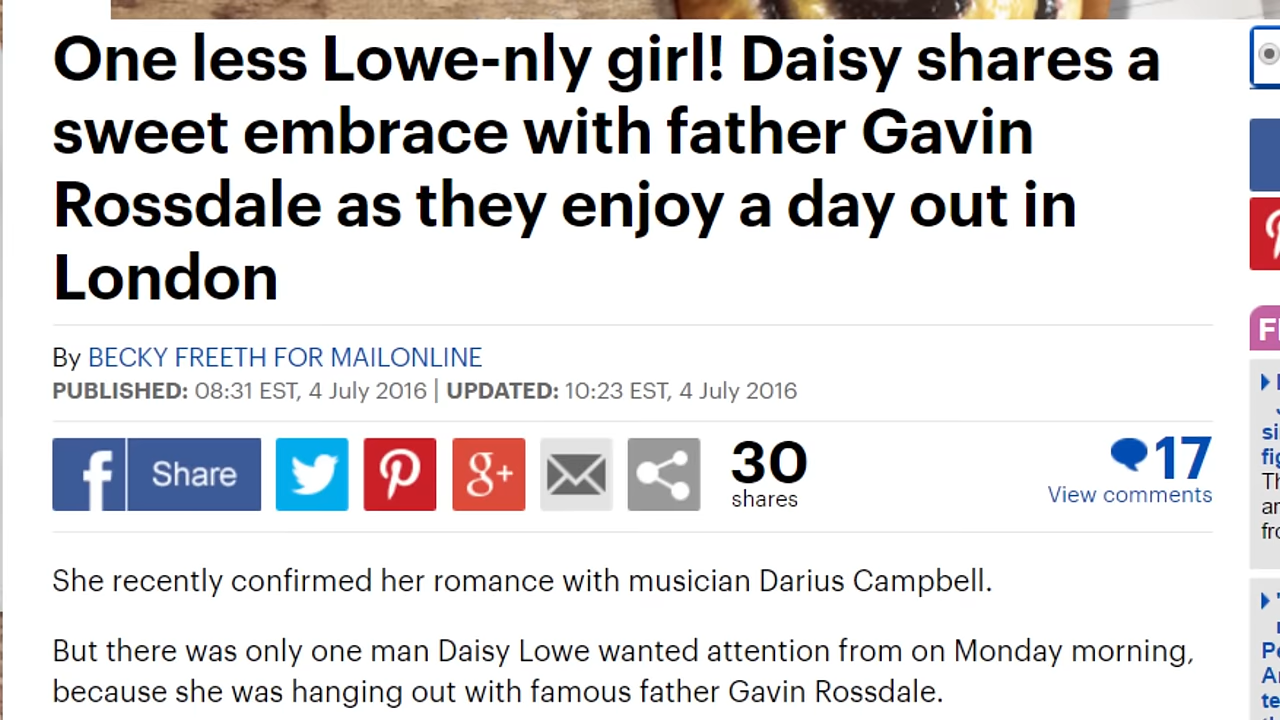 One less Lowe-nly girl! Daisy shares a
sweet embrace with father Gavin
Rossdale as they enjoy a day out in
London
By BECKY FREETH FOR MAILONLINE
PUBLISHED: 08:31 EST, 4 July 2016 | UPDATED: 10:23 EST, 4 July 2016
f Share
g+
30
shares
17
View comments
She recently confirmed her romance with musician Darius Campbell.
But there was only one man Daisy Lowe wanted attention from on Monday morning,
because she was hanging out with famous father Gavin Rossdale.